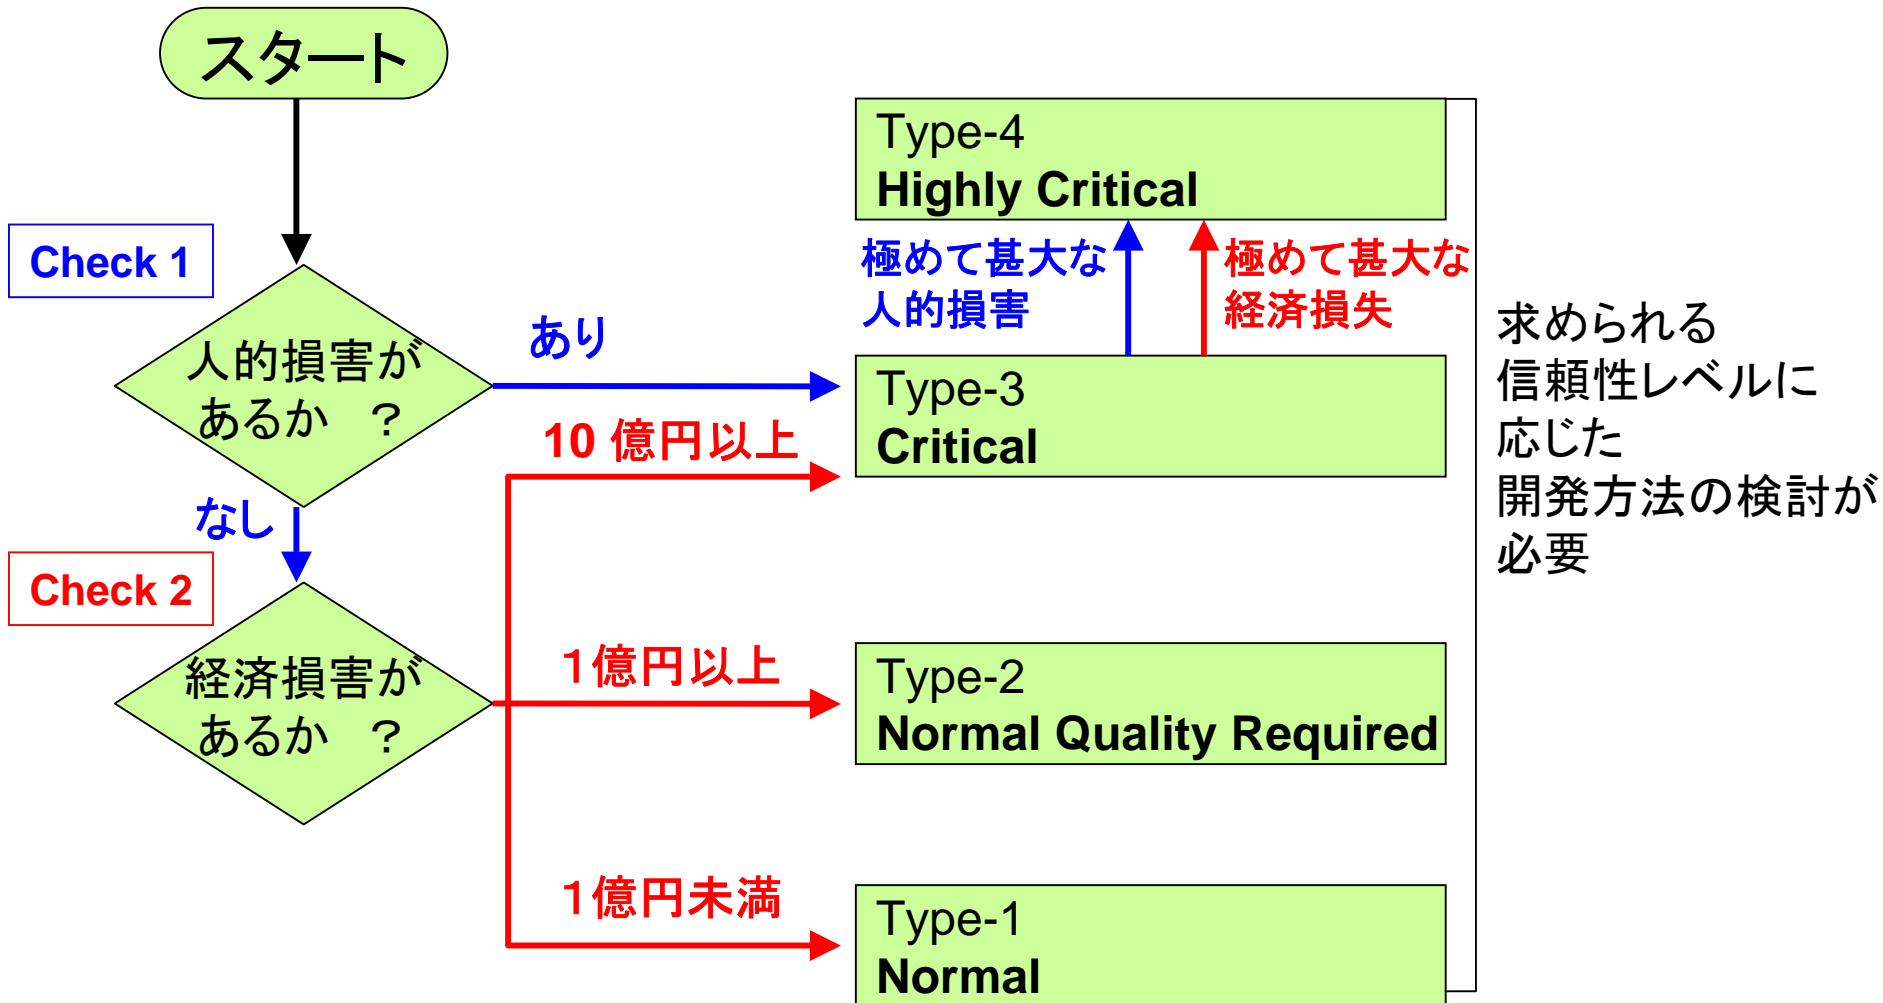 スタート
Type-4
Highly Critical
Check 1
極めて甚大な
人的損害
極めて甚大な
経済損失
人的損害が
あるか　？
あり
Type-3
Critical
10 億円以上
なし
求められる
信頼性レベルに
応じた
開発方法の検討が
必要
Check 2
経済損害が
あるか　？
１億円以上
Type-2
Normal Quality Required
１億円未満
Type-1
Normal